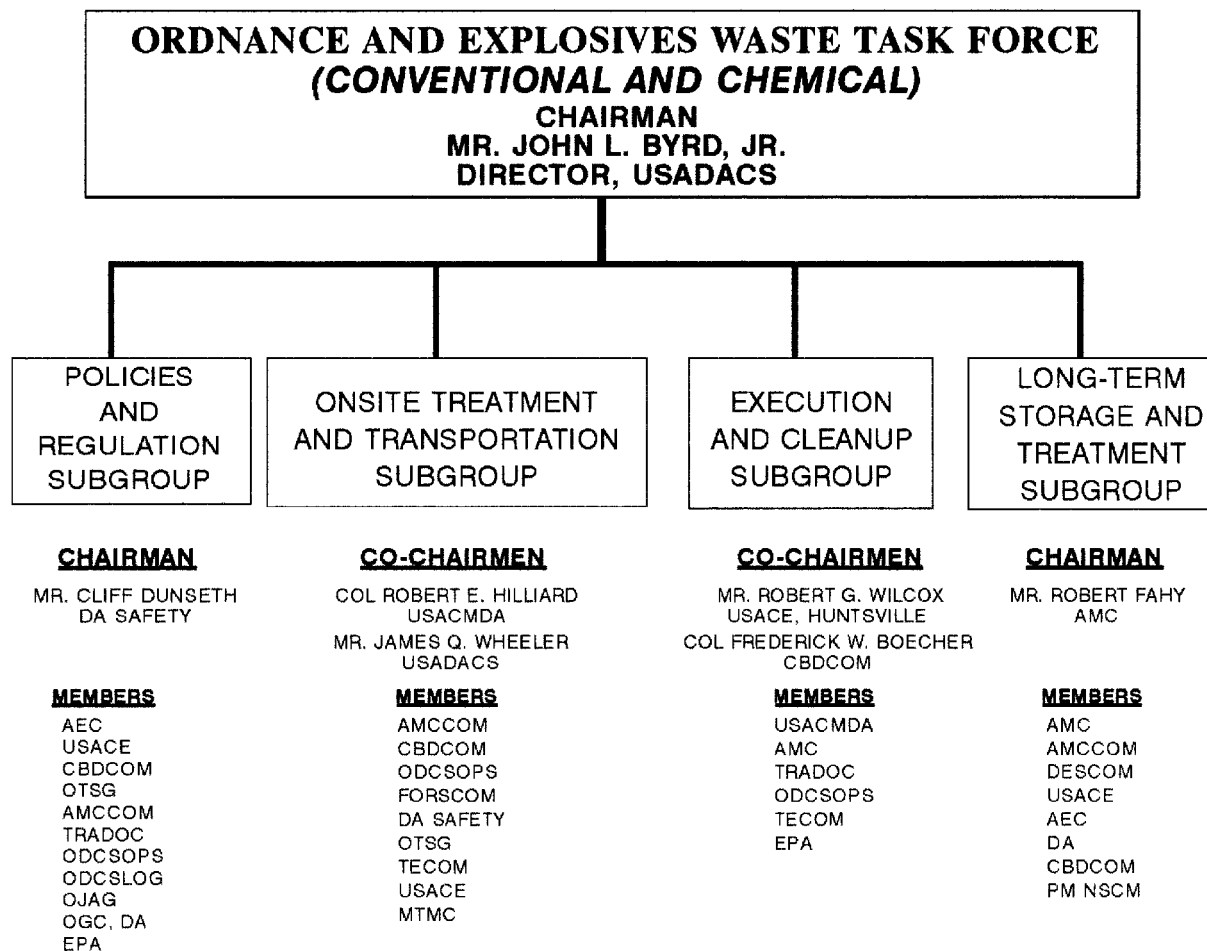 ORDNANCE AND EXPLOSIVES WASTE TASK FORCE
(CONVENTIONAL AND CHEMICAL)
CHAIRMAN
MR. JOHN L. BYRD, JR.
DIRECTOR, USADACS
POLICIES
AND
REGULATION
SUBGROUP
CHAIRMAN
MR. CLIFF DUNSETH
DA SAFETY
MEMBERS
AEC
USACE
CBDCOM
OTSG
AMCCOM
TRADOC
ODCSOPS
ODCSLOG
OJAG
OGC, DA
EPA
ONSITE TREATMENT
AND TRANSPORTATION
SUBGROUP
CO-CHAIRMEN
COL ROBERT E. HILLIARD
USACMDA
MR. JAMES Q. WHEELER
USADACS
MEMBERS
AMCCOM
CBDCOM
ODCSOPS
FORSCOM
DA SAFETY
OTSG
TECOM
USACE
MTMC
EXECUTION
AND CLEANUP
SUBGROUP
CO-CHAIRMEN
MR. ROBERT G. WILCOX
USACE, HUNTSVILLE
COL FREDERICK W. BOECHER
CBDCOM
MEMBERS
USACMDA
AMC
TRADOC
ODCSOPS
TECOM
EPA
LONG-TERM
STORAGE AND
TREATMENT
SUBGROUP
CHAIRMAN
MR. ROBERT FAHY
AMC
MEMBERS
AMC
AMCCOM
DESCOM
USACE
AEC
DA
CBDCOM
PM NSCM